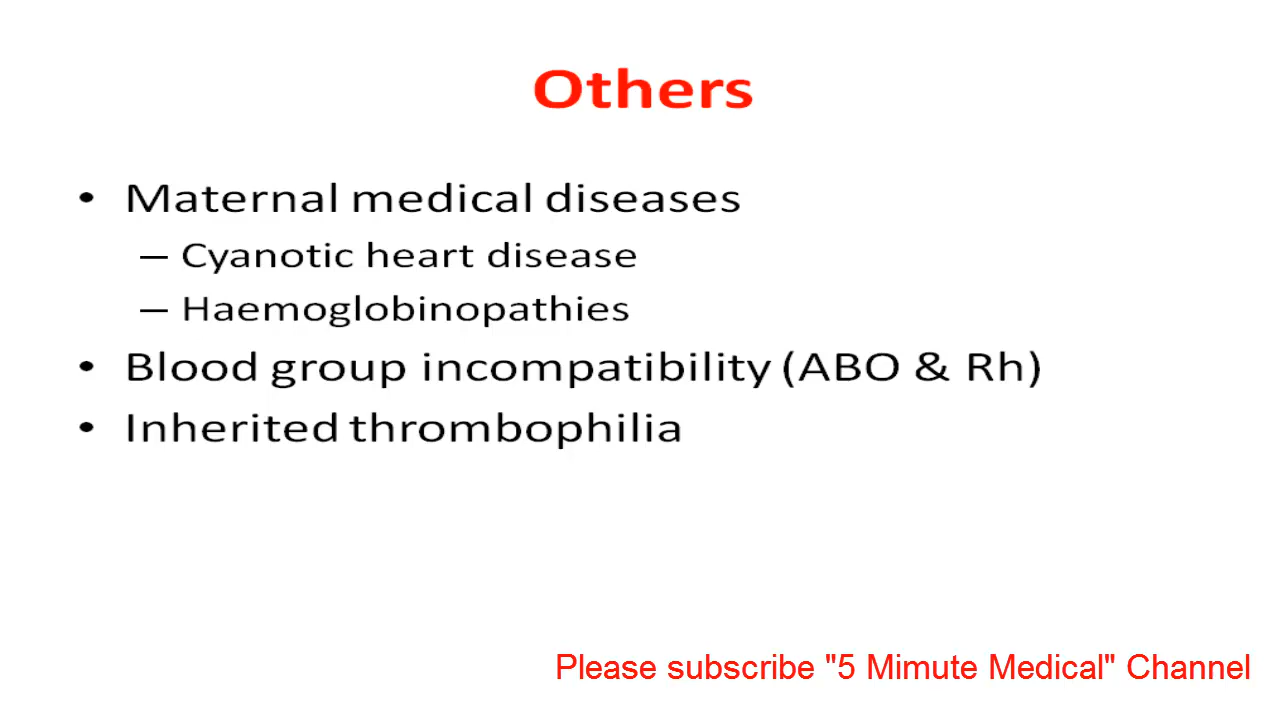 Others
• Maternal medical diseases
– Cyanotic heart disease
– Haemoglobinopathies
• Blood group incompatibility (ABO & Rh)
• Inherited thrombophilia
Please subscribe "5 Mimute Medical" Channel